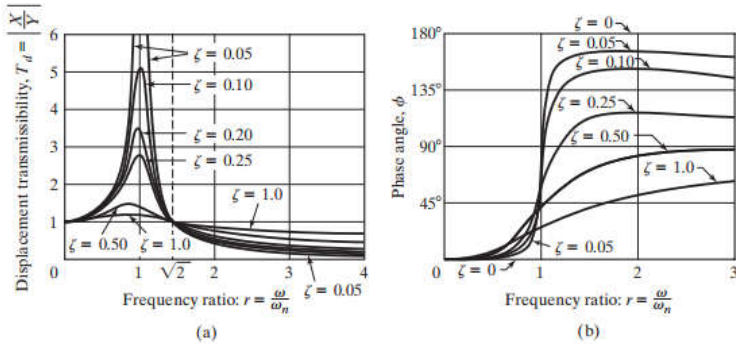 Displacement transmissibility, T_d = |X/Y|
6
5
4
3
2
1
0
1
√2
2
3
4
ζ = 0.05
ζ = 0.10
ζ = 0.20
ζ = 0.25
ζ = 1.0
ζ = 0.50
ζ = 1.0
ζ = 0.05
Frequency ratio: r = ω/ω_n
(a)
Phase angle, ϕ
180°
135°
90°
45°
0
1
2
3
ζ = 0
ζ = 0.05
ζ = 0.10
ζ = 0.25
ζ = 0.50
ζ = 1.0
ζ = 0.05
ζ = 0
Frequency ratio: r = ω/ω_n
(b)